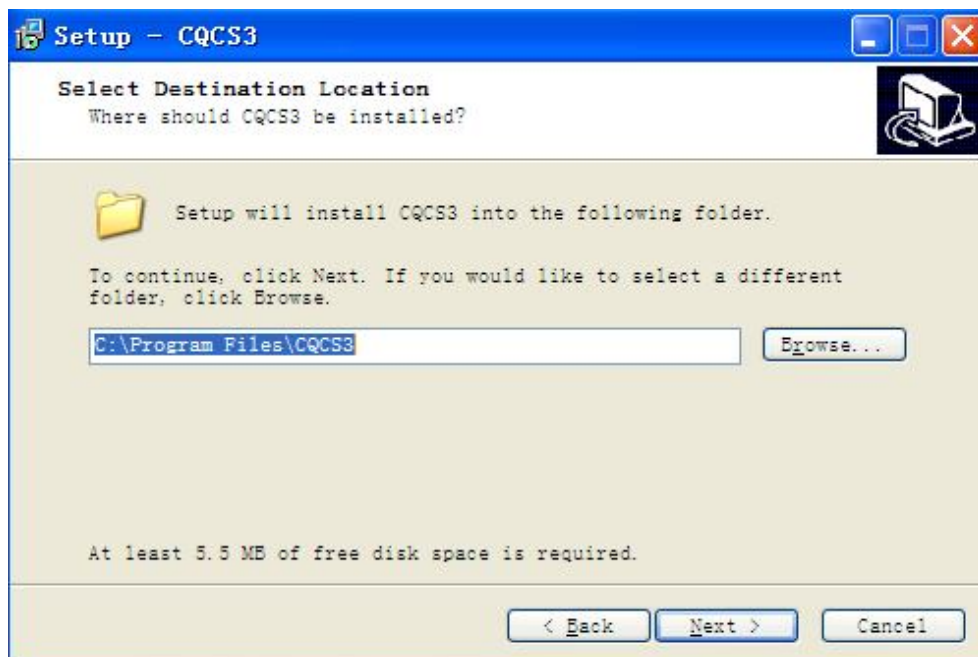 Setup - CQCS3
Select Destination Location
Where should CQCS3 be installed?
Setup will install CQCS3 into the following folder.
To continue, click Next. If you would like to select a different
folder, click Browse.
C:\Program Files\CQCS3
Browse...
At least 5.5 MB of free disk space is required.
< Back
Next >
Cancel